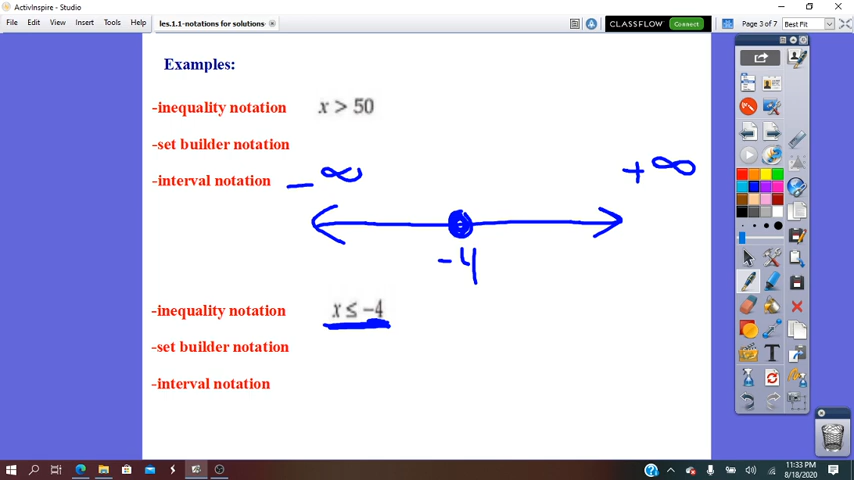 ActivInspire - Studio
File Edit View Insert Tools Help
les.1.1-notations for solutions-
CLASSFLOW Connect
Page 3 of 7
Best Fit
Examples:
-inequality notation x > 50
-set builder notation
-interval notation
− ∞ + ∞
-4
-inequality notation x ≤ -4
-set builder notation
-interval notation
11:33 PM
8/18/2020